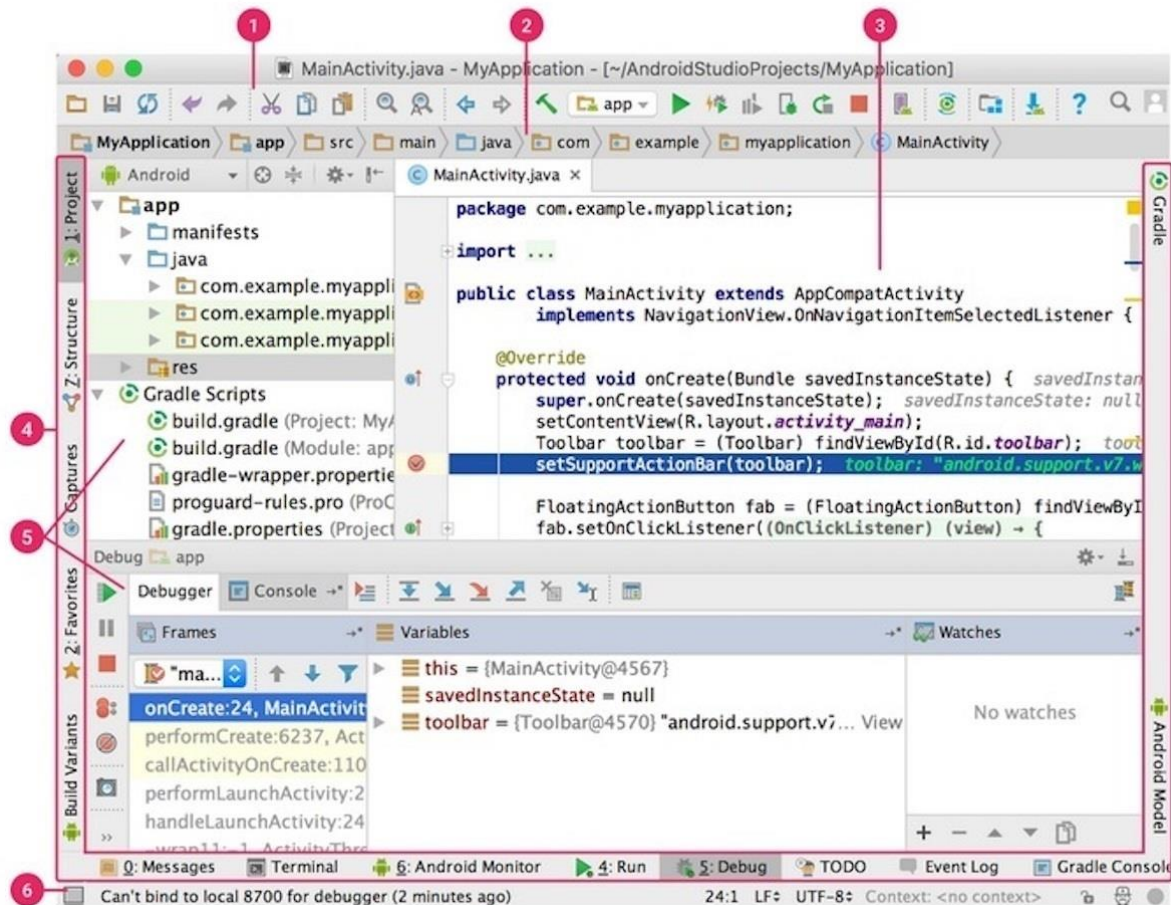 1 2 3
MainActivity.java - MyApplication - [~/AndroidStudioProjects/MyApplication]
app
MyApplication app src main java com example myapplication MainActivity
Android
MainActivity.java ×
1: Project
Z: Structure
Captures
2: Favorites
Build Variants
4
5
app
manifests
java
com.example.myappli
com.example.myappli
com.example.myappli
res
Gradle Scripts
build.gradle (Project: MyA
build.gradle (Module: app
gradle-wrapper.propertie
proguard-rules.pro (ProC
gradle.properties (Project
package com.example.myapplication;
import ...
public class MainActivity extends AppCompatActivity
implements NavigationView.OnNavigationItemSelectedListener {
@Override
protected void onCreate(Bundle savedInstanceState) { savedInstan
super.onCreate(savedInstanceState); savedInstanceState: null
setContentView(R.layout.activity_main);
Toolbar toolbar = (Toolbar) findViewById(R.id.toolbar); tool
setSupportActionBar(toolbar); toolbar: "android.support.v7.w
FloatingActionButton fab = (FloatingActionButton) findViewByI
fab.setOnClickListener((OnClickListener) (view) → {
Gradle
Android Model
Debug app
Debugger Console
Frames Variables Watches
"ma...
onCreate:24, MainActivit
performCreate:6237, Act
callActivityOnCreate:110
performLaunchActivity:2
handleLaunchActivity:24
-wrap11:-1, ActivityThre
this = {MainActivity@4567}
savedInstanceState = null
toolbar = {Toolbar@4570} "android.support.v7... View
No watches
0: Messages Terminal 6: Android Monitor 4: Run 5: Debug TODO Event Log Gradle Console
6
Can't bind to local 8700 for debugger (2 minutes ago) 24:1 LF UTF-8 Context: <no context>